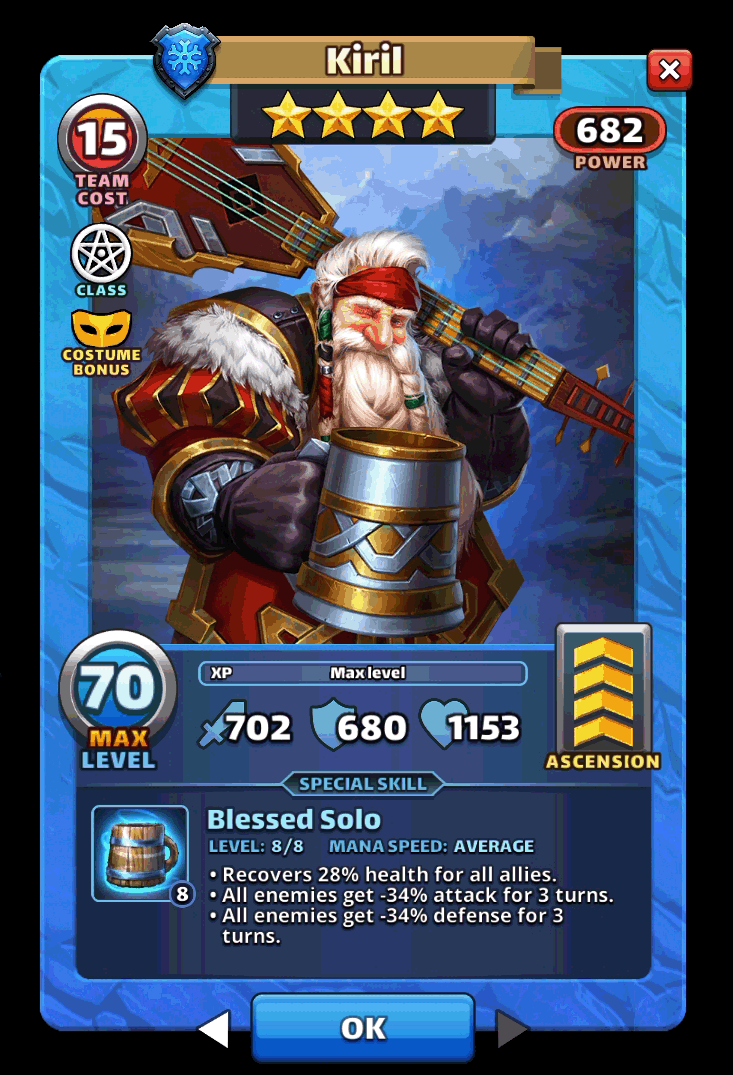 Kiril
15
TEAM
COST
682
POWER
CLASS
COSTUME
BONUS
70
MAX
LEVEL
XP Max level
702 680 1153
ASCENSION
SPECIAL SKILL
Blessed Solo
LEVEL: 8/8 MANA SPEED: AVERAGE
8
• Recovers 28% health for all allies.
• All enemies get -34% attack for 3 turns.
• All enemies get -34% defense for 3
turns.
OK